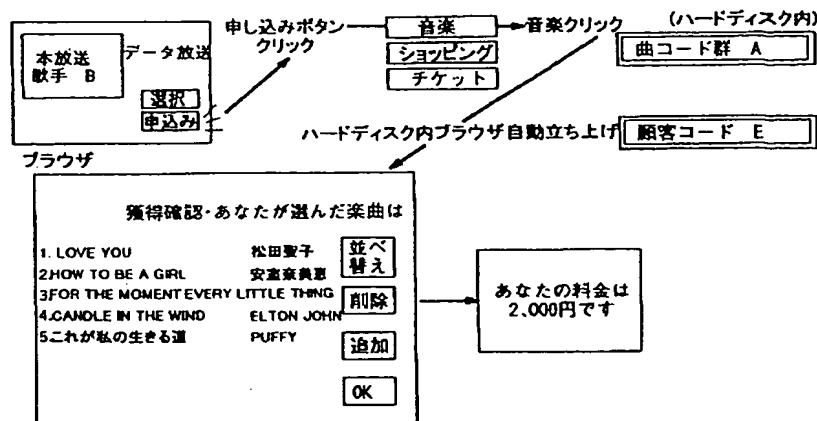 本放送
歌手 B
データ放送
選択
申込み
申し込みボタン
クリック
音楽
ショッピング
チケット
音楽クリック
(ハードディスク内)
曲コード群 A
ハードディスク内ブラウザ自動立ち上げ
顧客コード E
ブラウザ
獲得確認・あなたが選んだ楽曲は
1. LOVE YOU 松田聖子
2.HOW TO BE A GIRL 安室奈美恵
3.FOR THE MOMENT EVERY LITTLE THING
4.CANDLE IN THE WIND ELTON JOHN
5.これが私の生きる道 PUFFY
並べ
替え
削除
追加
OK
あなたの料金は
2,000円です